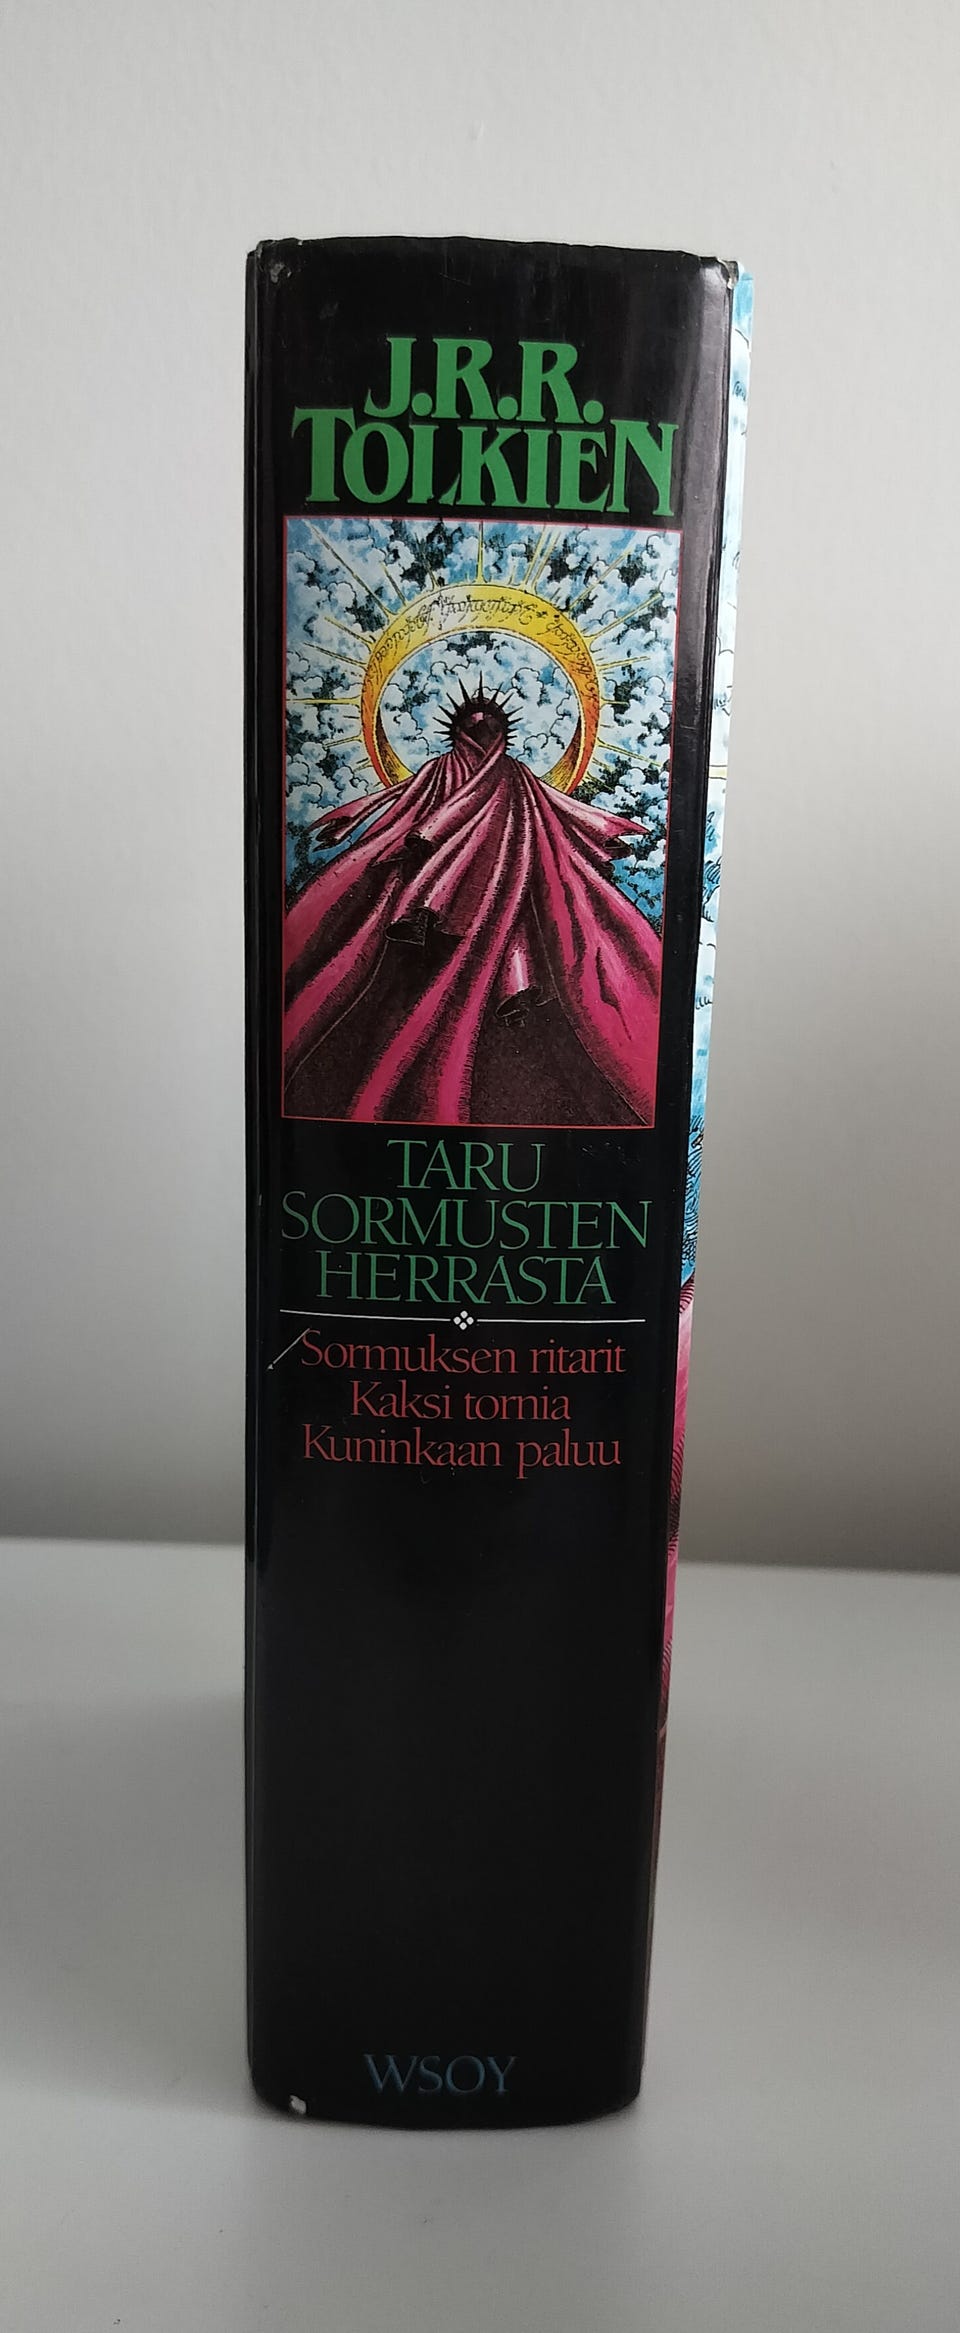 J.R.R.
TOLKIEN
TARU
SORMUSTEN
HERRASTA
Sormuksen ritarit
Kaksi tornia
Kuninkaan paluu
WSOY